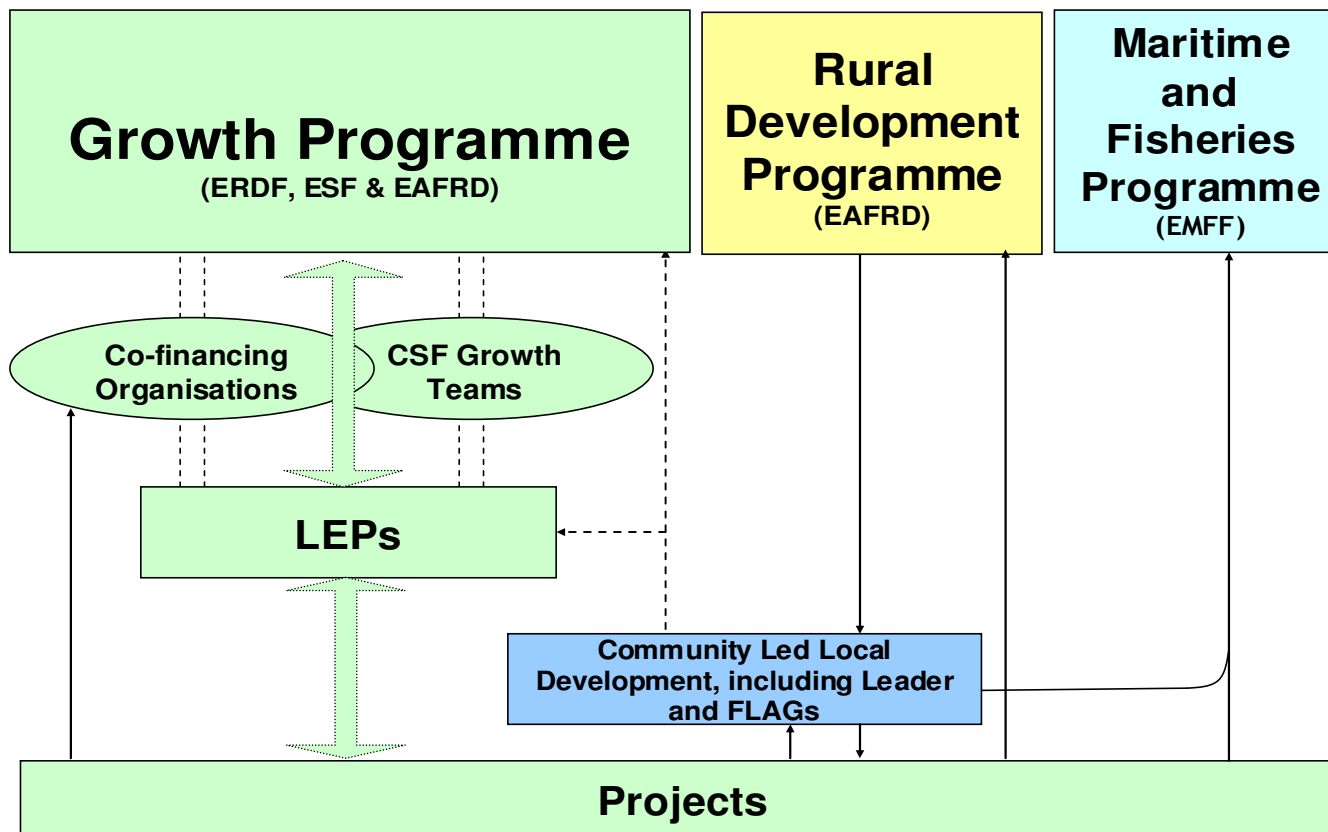 Growth Programme
(ERDF, ESF & EAFRD)
Rural
Development
Programme
(EAFRD)
Maritime
and
Fisheries
Programme
(EMFF)
Co-financing
Organisations
CSF Growth
Teams
LEPs
Community Led Local
Development, including Leader
and FLAGs
Projects